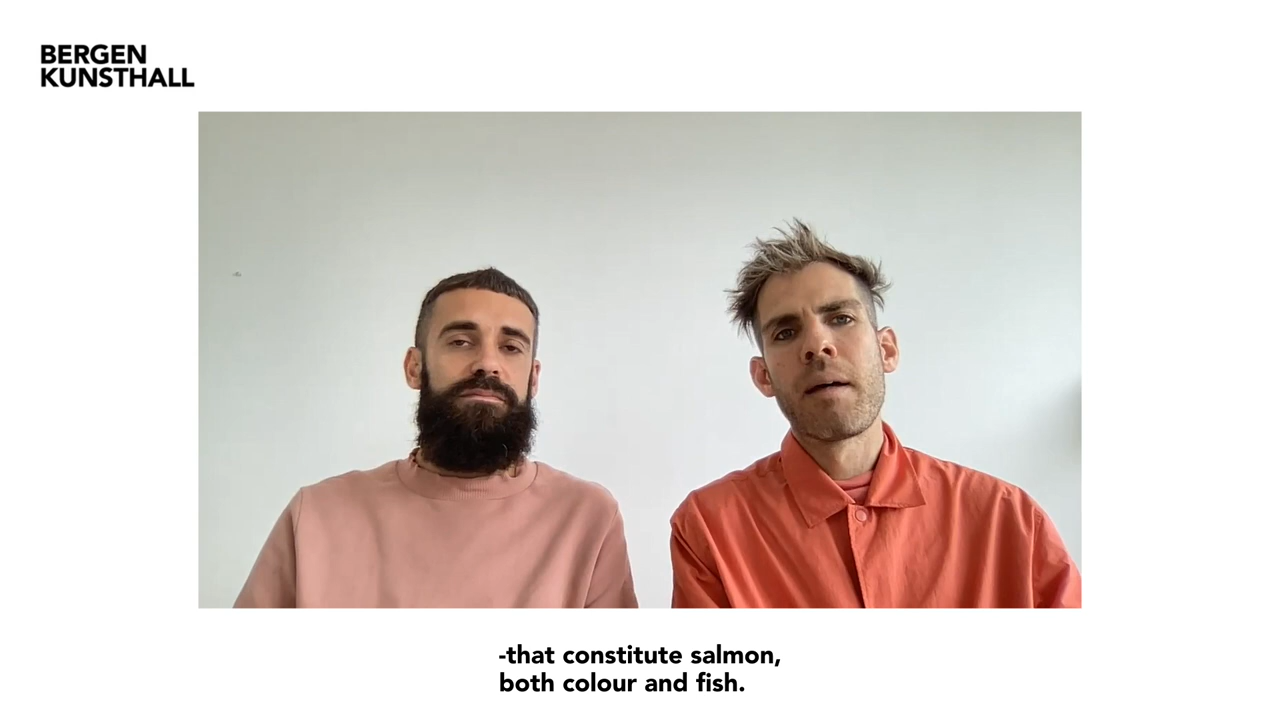 BERGEN
KUNSTHALL
-that constitute salmon,
both colour and fish.